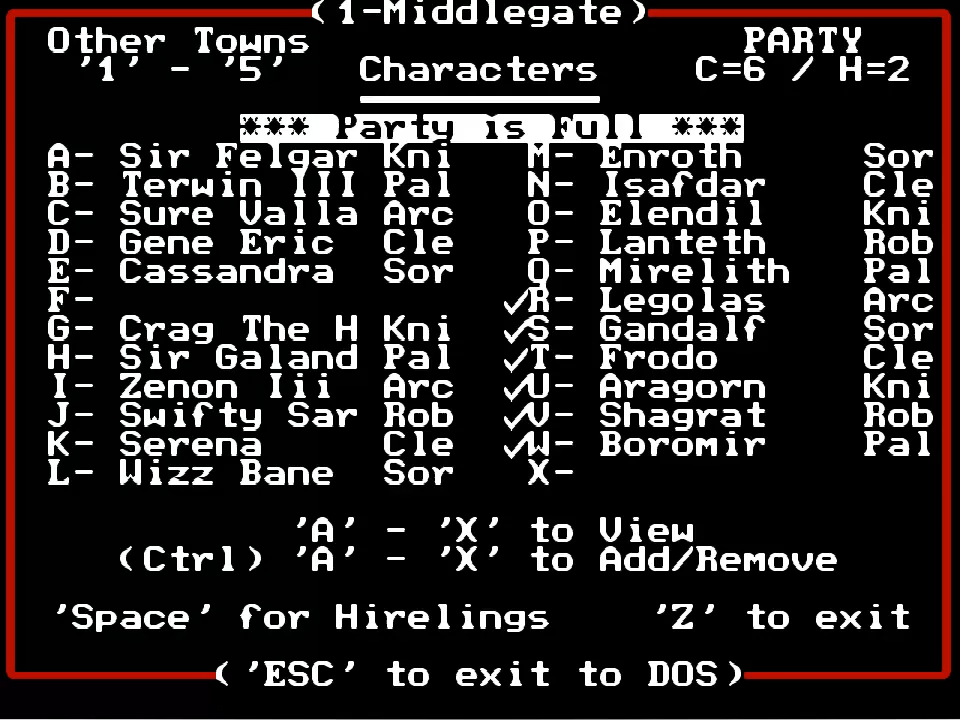 (1-Middlegate)
Other Towns PARTY
'1' - '5' Characters C=6 / H=2
*** Party is Full ***
A- Sir Felgar Kni M- Enroth Sor
B- Terwin III Pal N- Isafdar Cle
C- Sure Valla Arc O- Elendil Kni
D- Gene Eric Cle P- Lanteth Rob
E- Cassandra Sor Q- Mirelith Pal
F- ✓R- Legolas Arc
G- Crag The H Kni ✓S- Gandalf Sor
H- Sir Galand Pal ✓T- Frodo Cle
I- Zenon Iii Arc ✓U- Aragorn Kni
J- Swifty Sar Rob ✓V- Shagrat Rob
K- Serena Cle ✓W- Boromir Pal
L- Wizz Bane Sor X-
'A' - 'X' to View
(Ctrl) 'A' - 'X' to Add/Remove
'Space' for Hirelings 'Z' to exit
('ESC' to exit to DOS)